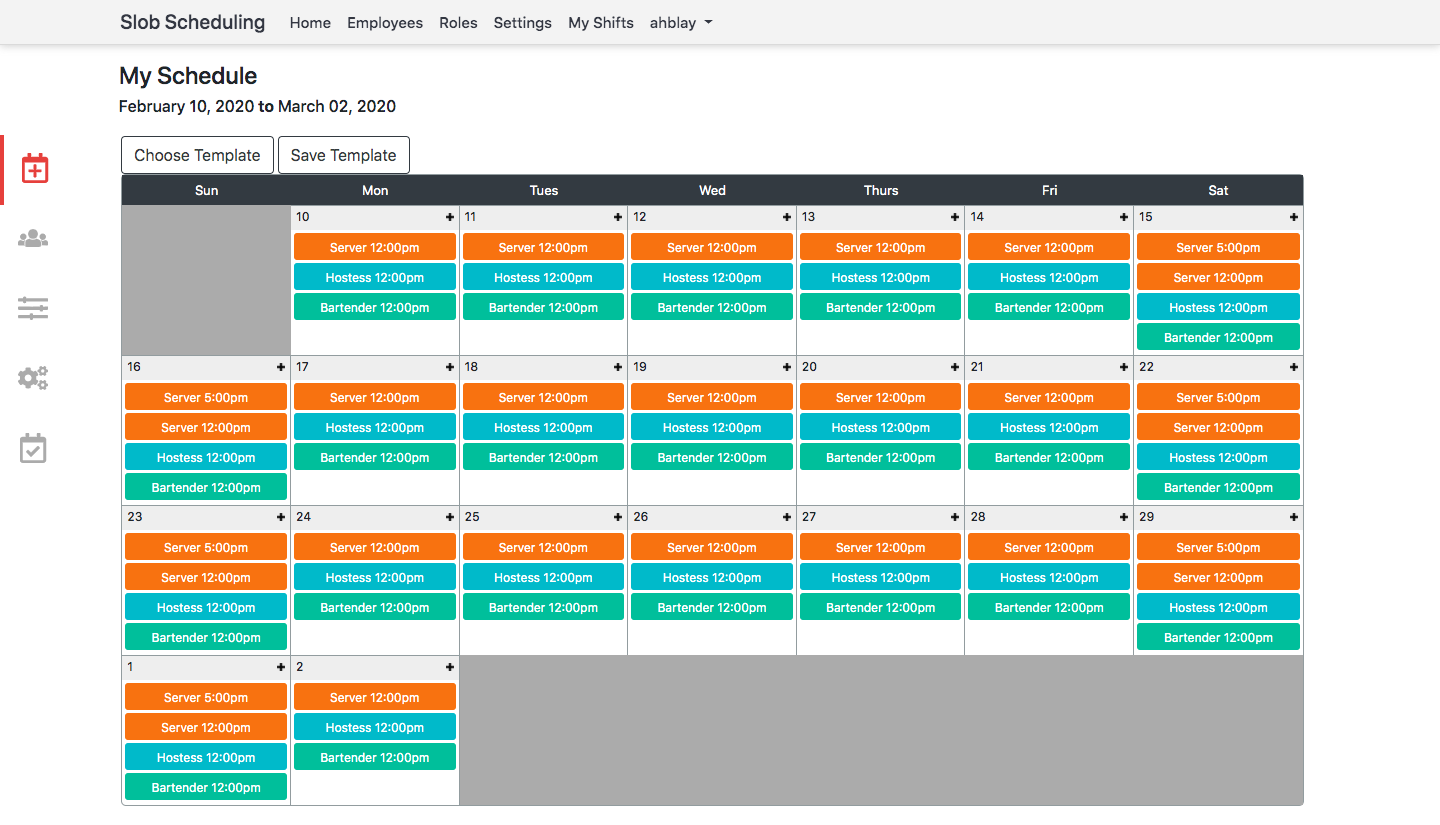 Slob Scheduling Home Employees Roles Settings My Shifts ahblay
My Schedule
February 10, 2020 to March 02, 2020
Choose Template Save Template
Sun Mon Tues Wed Thurs Fri Sat
10 + 11 + 12 + 13 + 14 + 15 +
Server 12:00pm Server 12:00pm Server 12:00pm Server 12:00pm Server 12:00pm Server 5:00pm
Hostess 12:00pm Hostess 12:00pm Hostess 12:00pm Hostess 12:00pm Hostess 12:00pm Server 12:00pm
Bartender 12:00pm Bartender 12:00pm Bartender 12:00pm Bartender 12:00pm Bartender 12:00pm Hostess 12:00pm
Bartender 12:00pm
16 + 17 + 18 + 19 + 20 + 21 + 22 +
Server 5:00pm Server 12:00pm Server 12:00pm Server 12:00pm Server 12:00pm Server 12:00pm Server 5:00pm
Server 12:00pm Hostess 12:00pm Hostess 12:00pm Hostess 12:00pm Hostess 12:00pm Hostess 12:00pm Server 12:00pm
Hostess 12:00pm Bartender 12:00pm Bartender 12:00pm Bartender 12:00pm Bartender 12:00pm Bartender 12:00pm Hostess 12:00pm
Bartender 12:00pm Bartender 12:00pm
23 + 24 + 25 + 26 + 27 + 28 + 29 +
Server 5:00pm Server 12:00pm Server 12:00pm Server 12:00pm Server 12:00pm Server 12:00pm Server 5:00pm
Server 12:00pm Hostess 12:00pm Hostess 12:00pm Hostess 12:00pm Hostess 12:00pm Hostess 12:00pm Server 12:00pm
Hostess 12:00pm Bartender 12:00pm Bartender 12:00pm Bartender 12:00pm Bartender 12:00pm Bartender 12:00pm Hostess 12:00pm
Bartender 12:00pm Bartender 12:00pm
1 + 2 +
Server 5:00pm Server 12:00pm
Server 12:00pm Hostess 12:00pm
Hostess 12:00pm Bartender 12:00pm
Bartender 12:00pm